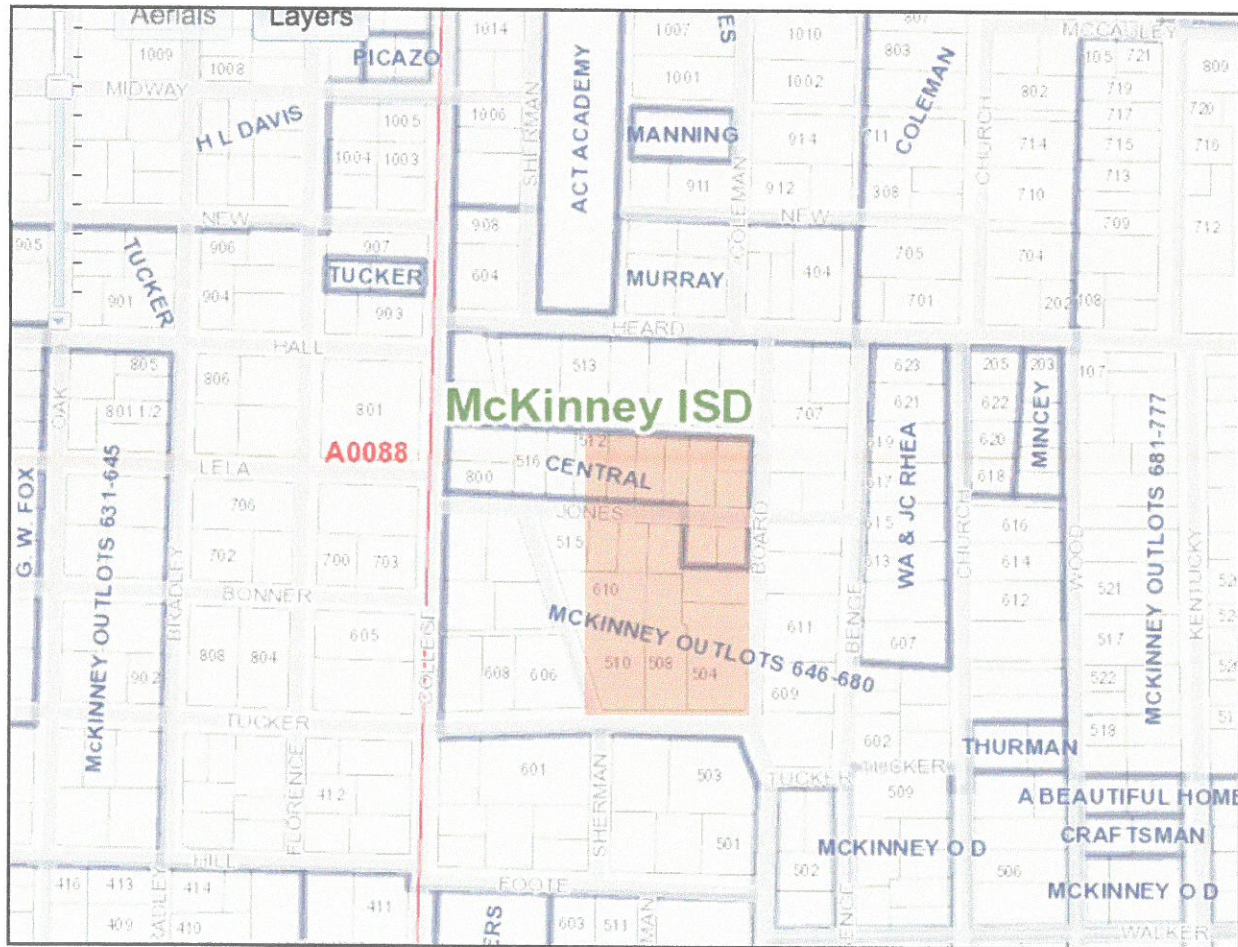 Aerials Layers
1014
1007
ES
1010
807
MCCAULEY
1009
1008
PICAZO
803
105 721
809
MIDWAY
1001
1002
802
719
H L DAVIS
1005
1006
SHERMAN
ACT ACADEMY
MANNING
COLEMAN
CHURCH
717
720
914
714
715
716
1004 1003
911
COLEMAN
912
710
713
NEW
NEW
709
712
905
TUCKER
906
907
908
705
704
TUCKER
604
MURRAY
404
901
904
903
701
HEARD
HALL
805
806
513
623
205 203
107
OAK
801 1/2
801
McKinney ISD
707
621
622
MINCEY
A0088
512
620
LELA
516
CENTRAL
800
617
618
WA & JC RHEA
G. W. FOX
McKINNEY OUTLOTS 631-645
706
JONES
BOARD
615
616
MCKINNEY OUTLOTS 681-777
515
702
700 703
613
614
CHURCH
WOOD
KENTUCKY
BRADLEY
BONNER
610
521
612
MCKINNEY OUTLOTS 646-680
605
611
BENGE
607
517
COLLEGE
808 804
608 606
510 508 504
902
609
522
TUCKER
602
518
THURMAN
FLORENCE
601
SHERMAN
503
TUCKER
509
A BEAUTIFUL HOME
412
CRAFTSMAN
501
MCKINNEY O D
HILL
502
506
416 413 414
FOOTE
MCKINNEY O D
411
ERS
603 511
409 410
WALKER